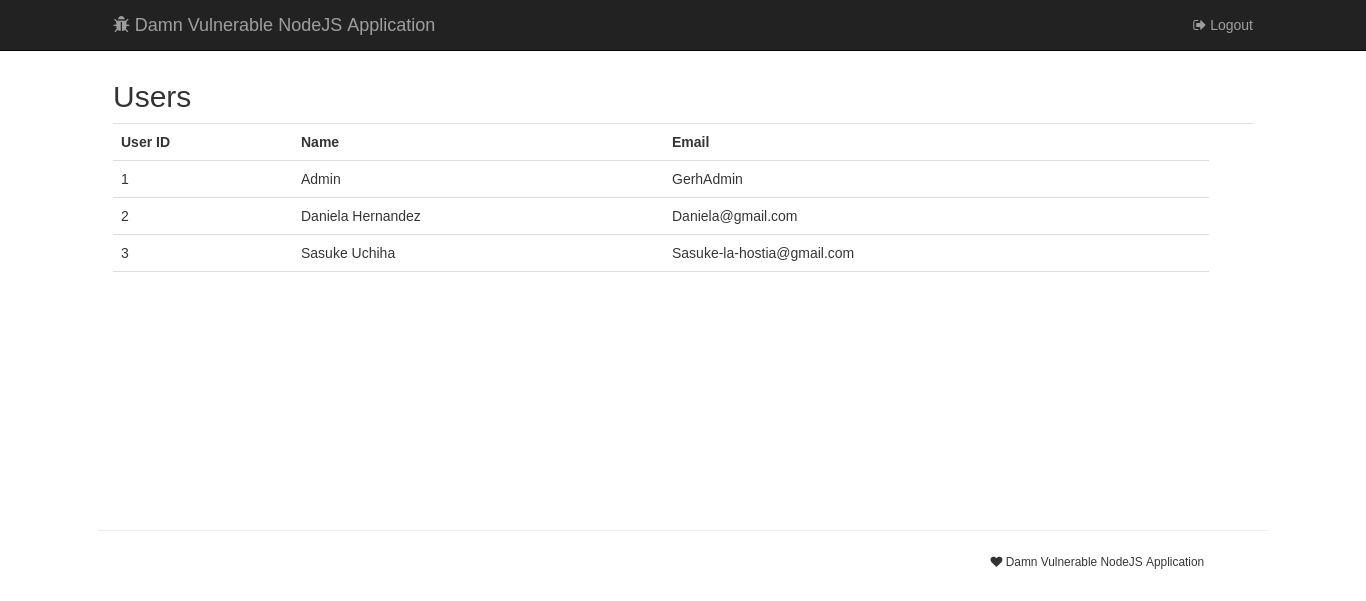 Damn Vulnerable NodeJS Application Logout
Users
User ID Name Email
1 Admin GerhAdmin
2 Daniela Hernandez Daniela@gmail.com
3 Sasuke Uchiha Sasuke-la-hostia@gmail.com
Damn Vulnerable NodeJS Application